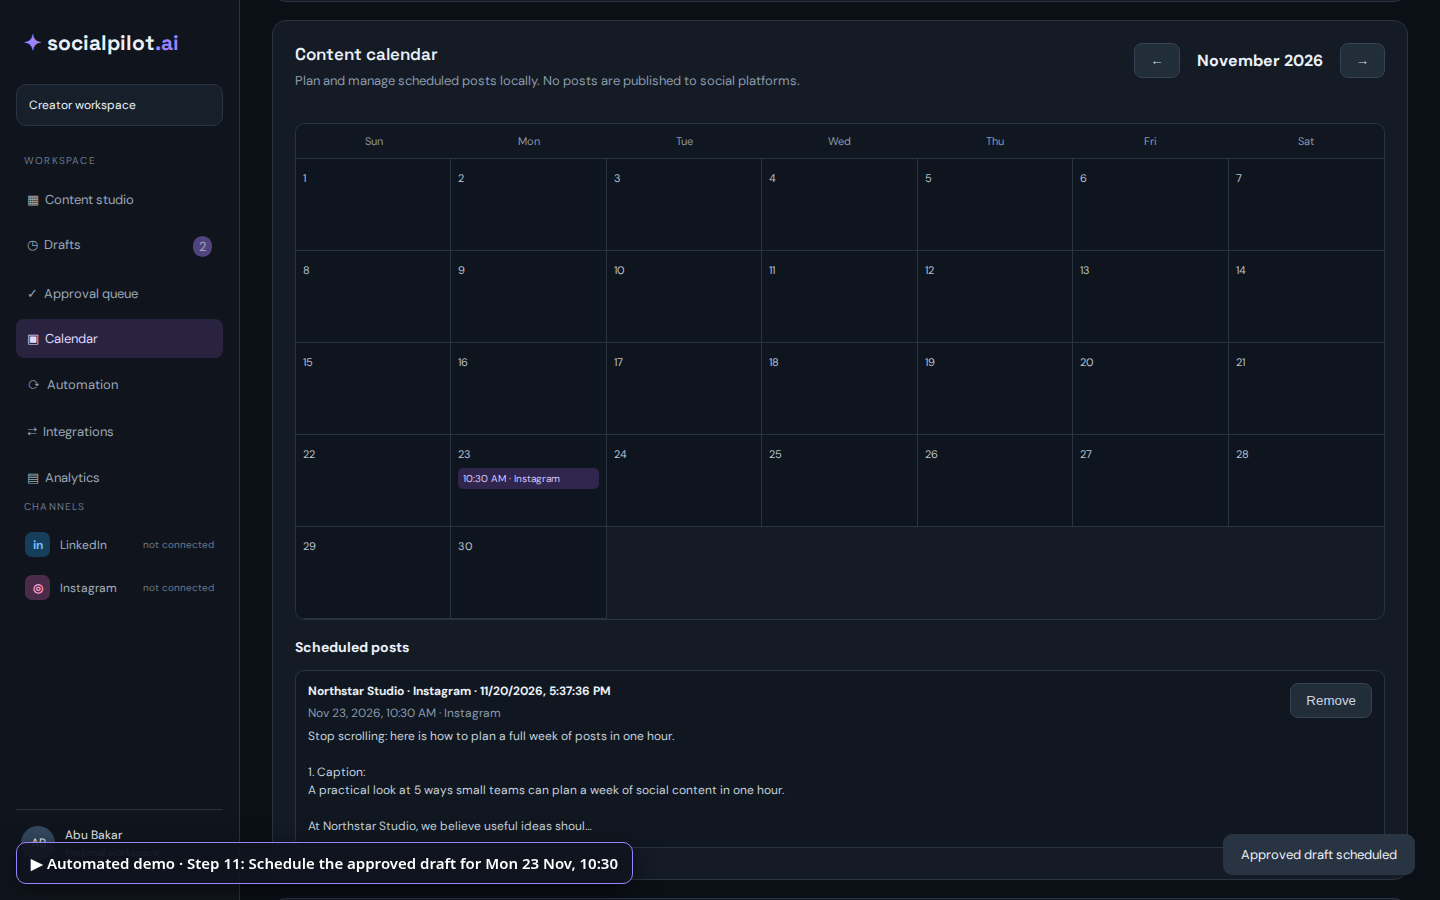 ✦ socialpilot.ai
Creator workspace
WORKSPACE
▦ Content studio
◷ Drafts 2
✓ Approval queue
▣ Calendar
⟳ Automation
⇄ Integrations
▤ Analytics
CHANNELS
in LinkedIn not connected
◎ Instagram not connected
Abu Bakar
Content calendar
Plan and manage scheduled posts locally. No posts are published to social platforms.
← November 2026 →
Sun Mon Tue Wed Thu Fri Sat
1 2 3 4 5 6 7
8 9 10 11 12 13 14
15 16 17 18 19 20 21
22 23 24 25 26 27 28
10:30 AM · Instagram
29 30
Scheduled posts
Northstar Studio · Instagram · 11/20/2026, 5:37:36 PM
Remove
Nov 23, 2026, 10:30 AM · Instagram
Stop scrolling: here is how to plan a full week of posts in one hour.
1. Caption:
A practical look at 5 ways small teams can plan a week of social content in one hour.
At Northstar Studio, we believe useful ideas shoul...
▶ Automated demo · Step 11: Schedule the approved draft for Mon 23 Nov, 10:30
Approved draft scheduled